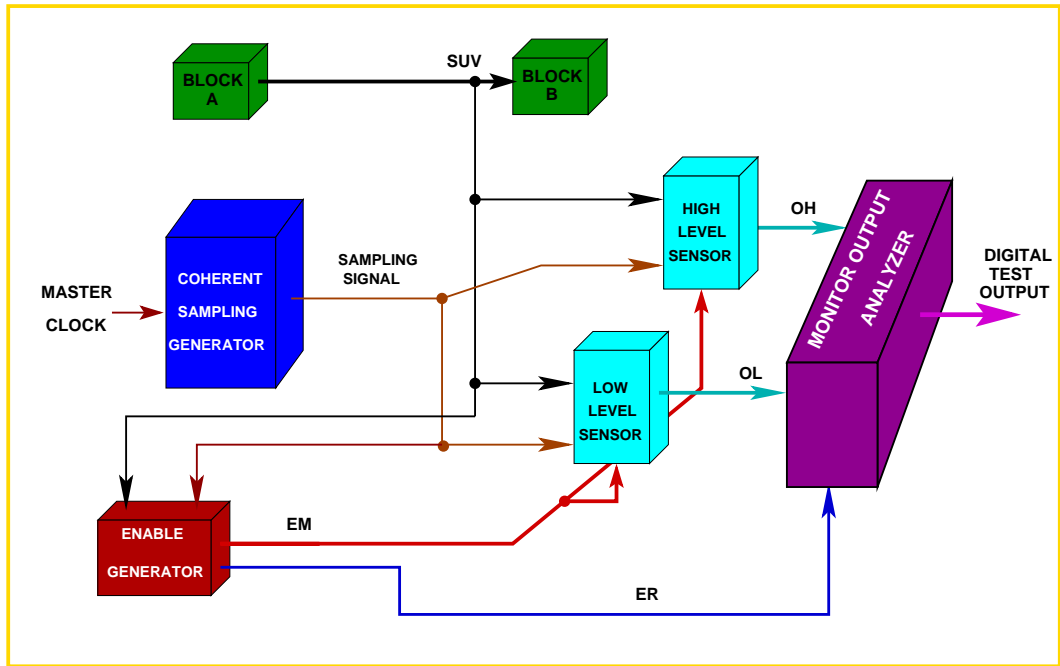 SUV
BLOCK
A
BLOCK
B
HIGH
LEVEL
SENSOR
OH
MONITOR OUTPUT
ANALYZER
DIGITAL
TEST
OUTPUT
SAMPLING
SIGNAL
COHERENT
SAMPLING
GENERATOR
MASTER
CLOCK
LOW
LEVEL
SENSOR
OL
ENABLE
GENERATOR
EM
ER